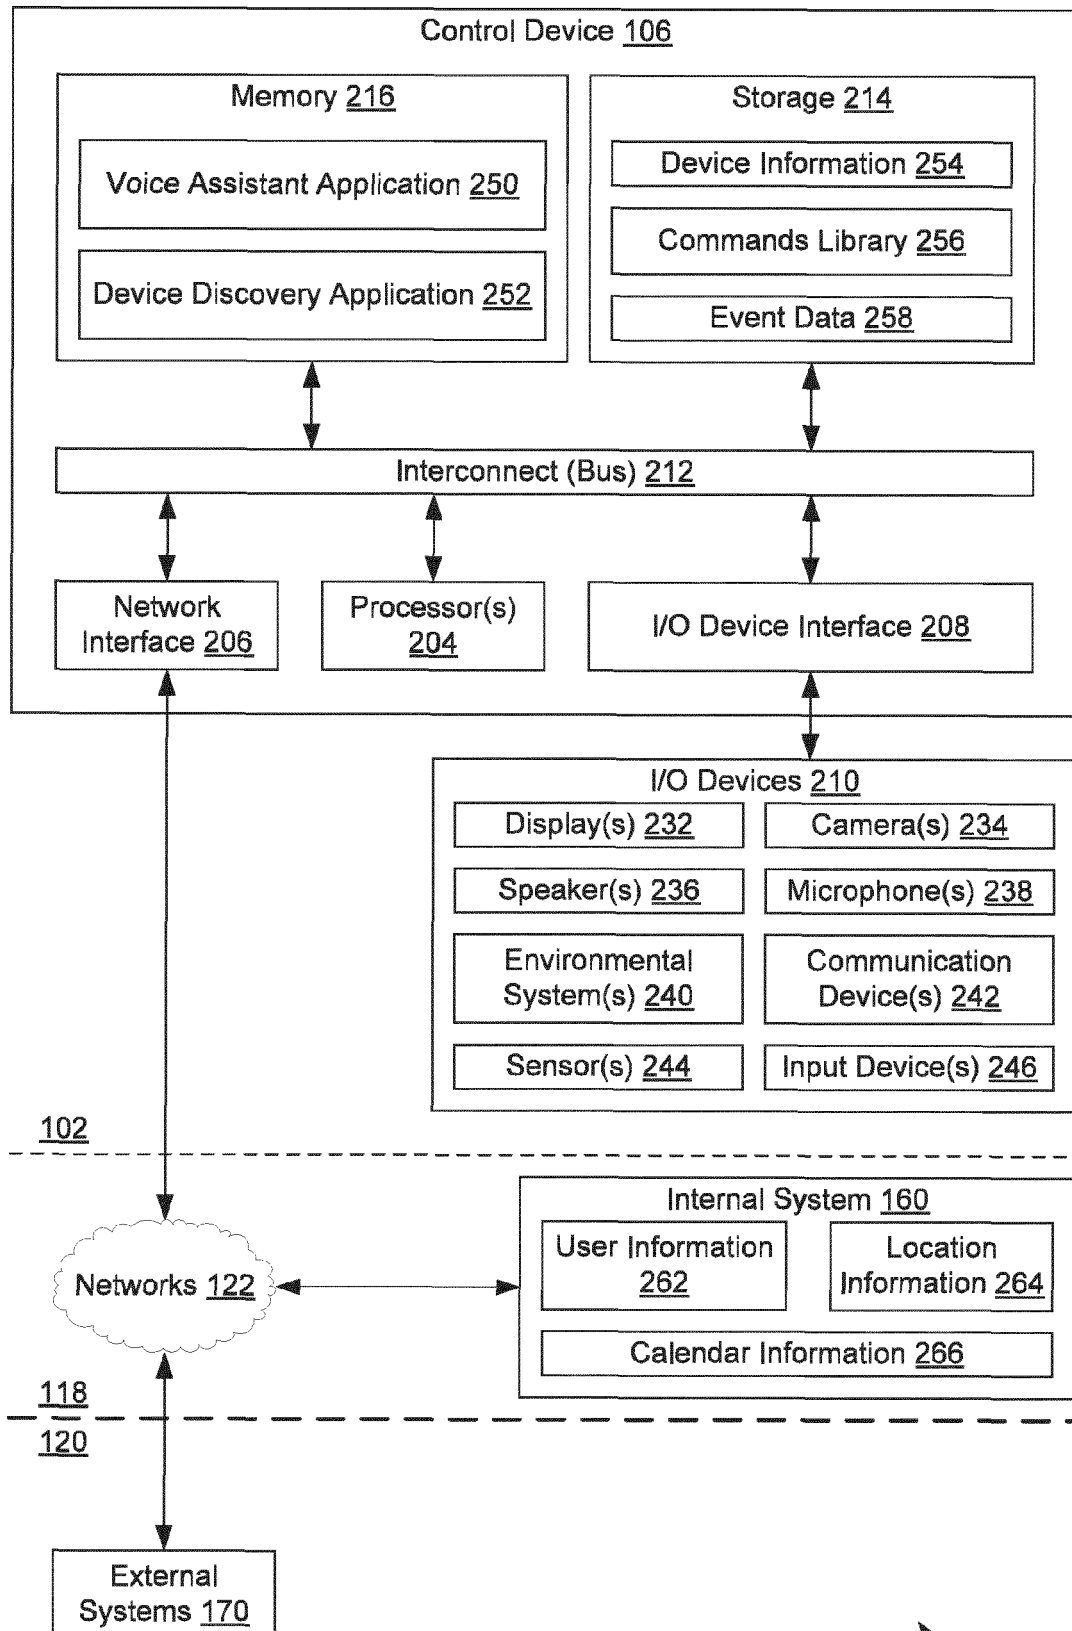 Control Device 106
Memory 216
Voice Assistant Application 250
Device Discovery Application 252
Storage 214
Device Information 254
Commands Library 256
Event Data 258
Interconnect (Bus) 212
Network
Interface 206
Processor(s)
204
I/O Device Interface 208
I/O Devices 210
Display(s) 232
Camera(s) 234
Speaker(s) 236
Microphone(s) 238
Environmental
System(s) 240
Communication
Device(s) 242
Sensor(s) 244
Input Device(s) 246
102
Internal System 160
User Information
262
Location
Information 264
Calendar Information 266
Networks 122
118
120
External
Systems 170